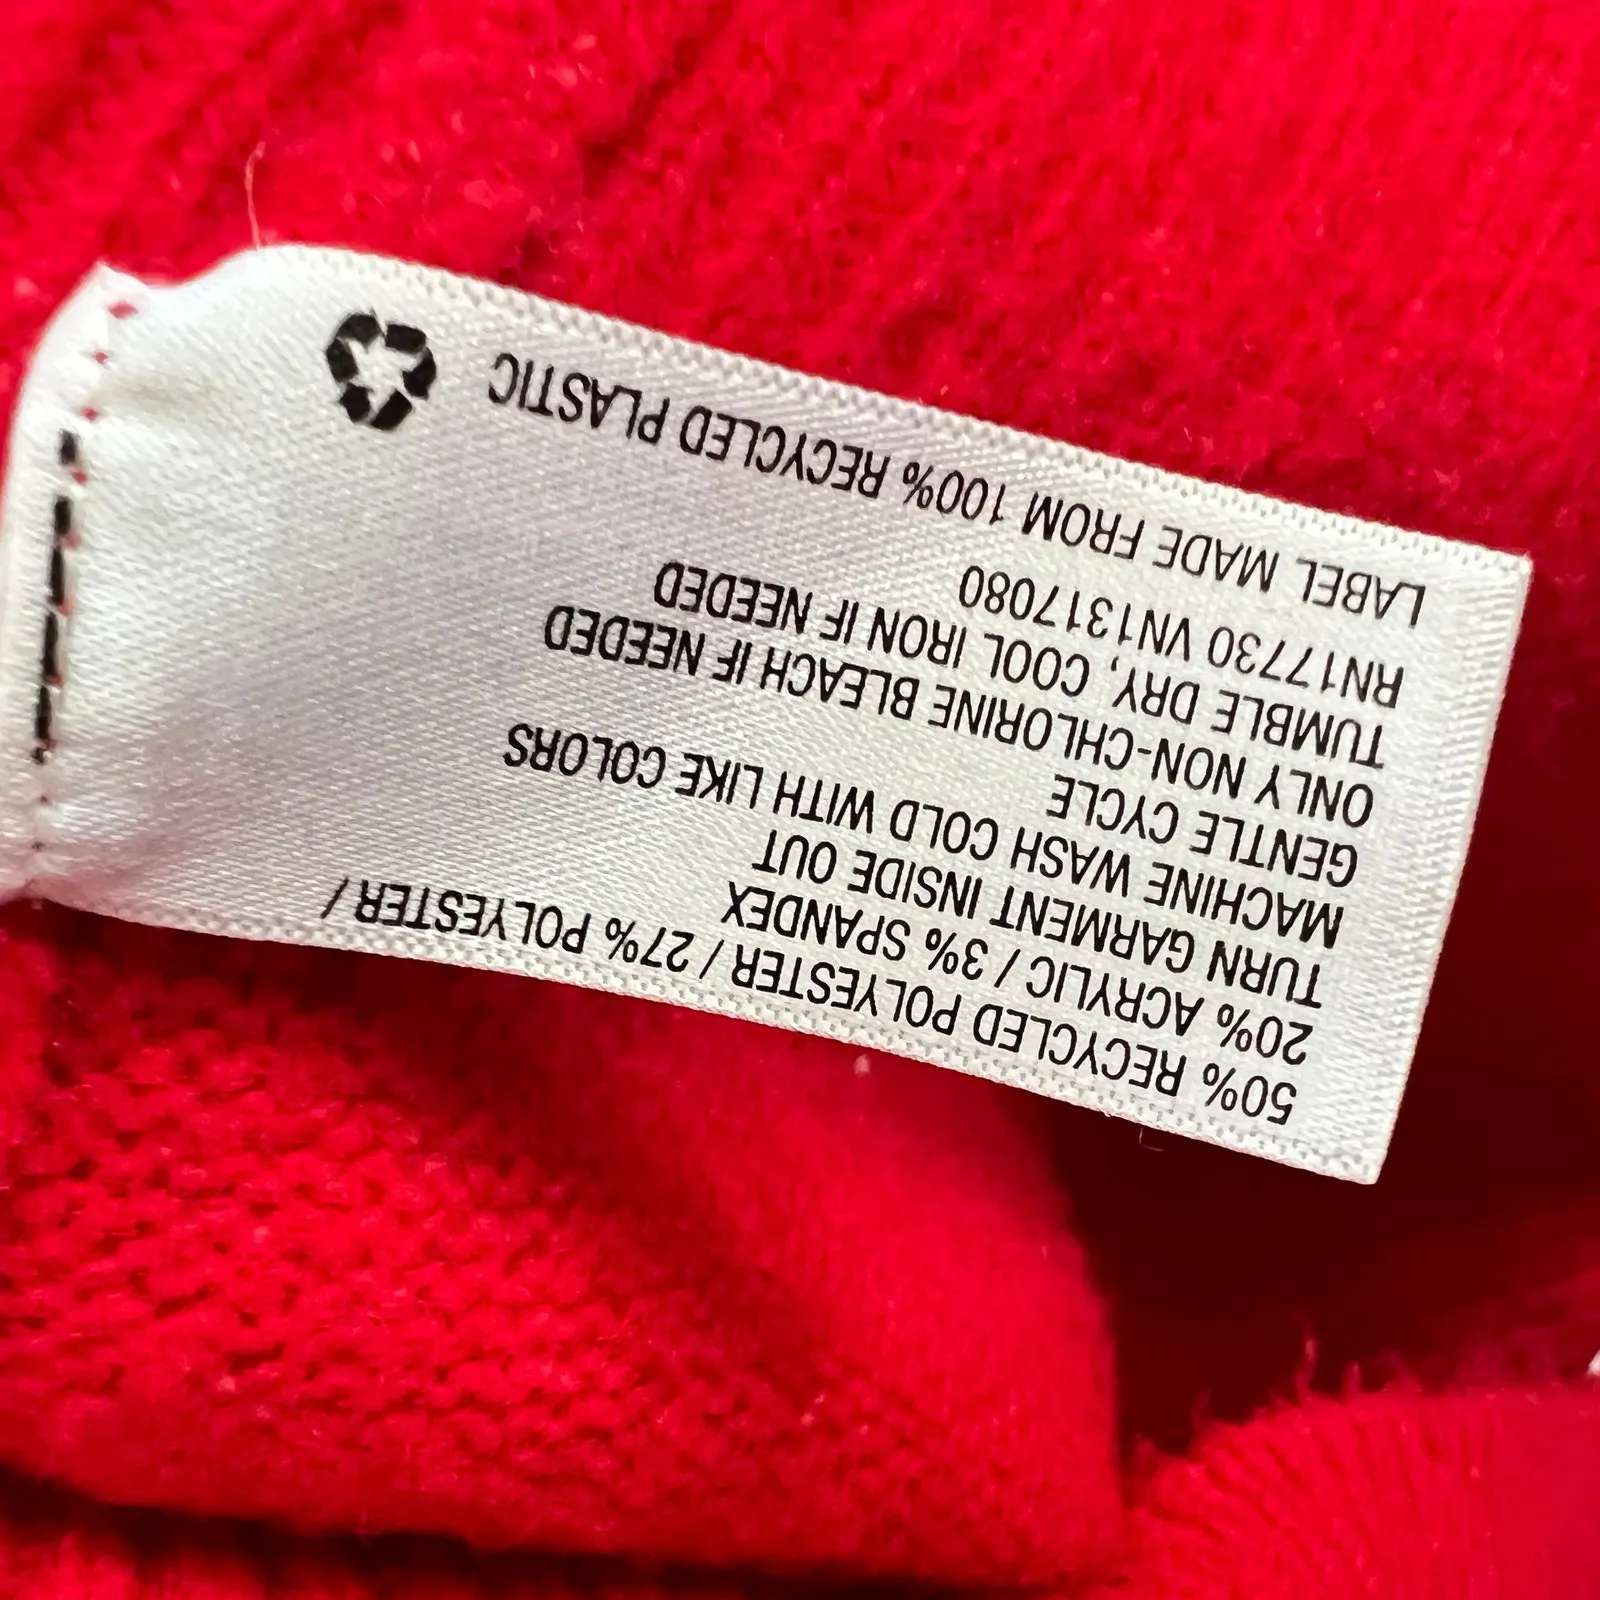 50% RECYCLED POLYESTER / 27% POLYESTER /
20% ACRYLIC / 3% SPANDEX
TURN GARMENT INSIDE OUT
MACHINE WASH COLD WITH LIKE COLORS
GENTLE CYCLE
ONLY NON-CHLORINE BLEACH IF NEEDED
TUMBLE DRY, COOL IRON IF NEEDED
RN17730 VN1317080
LABEL MADE FROM 100% RECYCLED PLASTIC